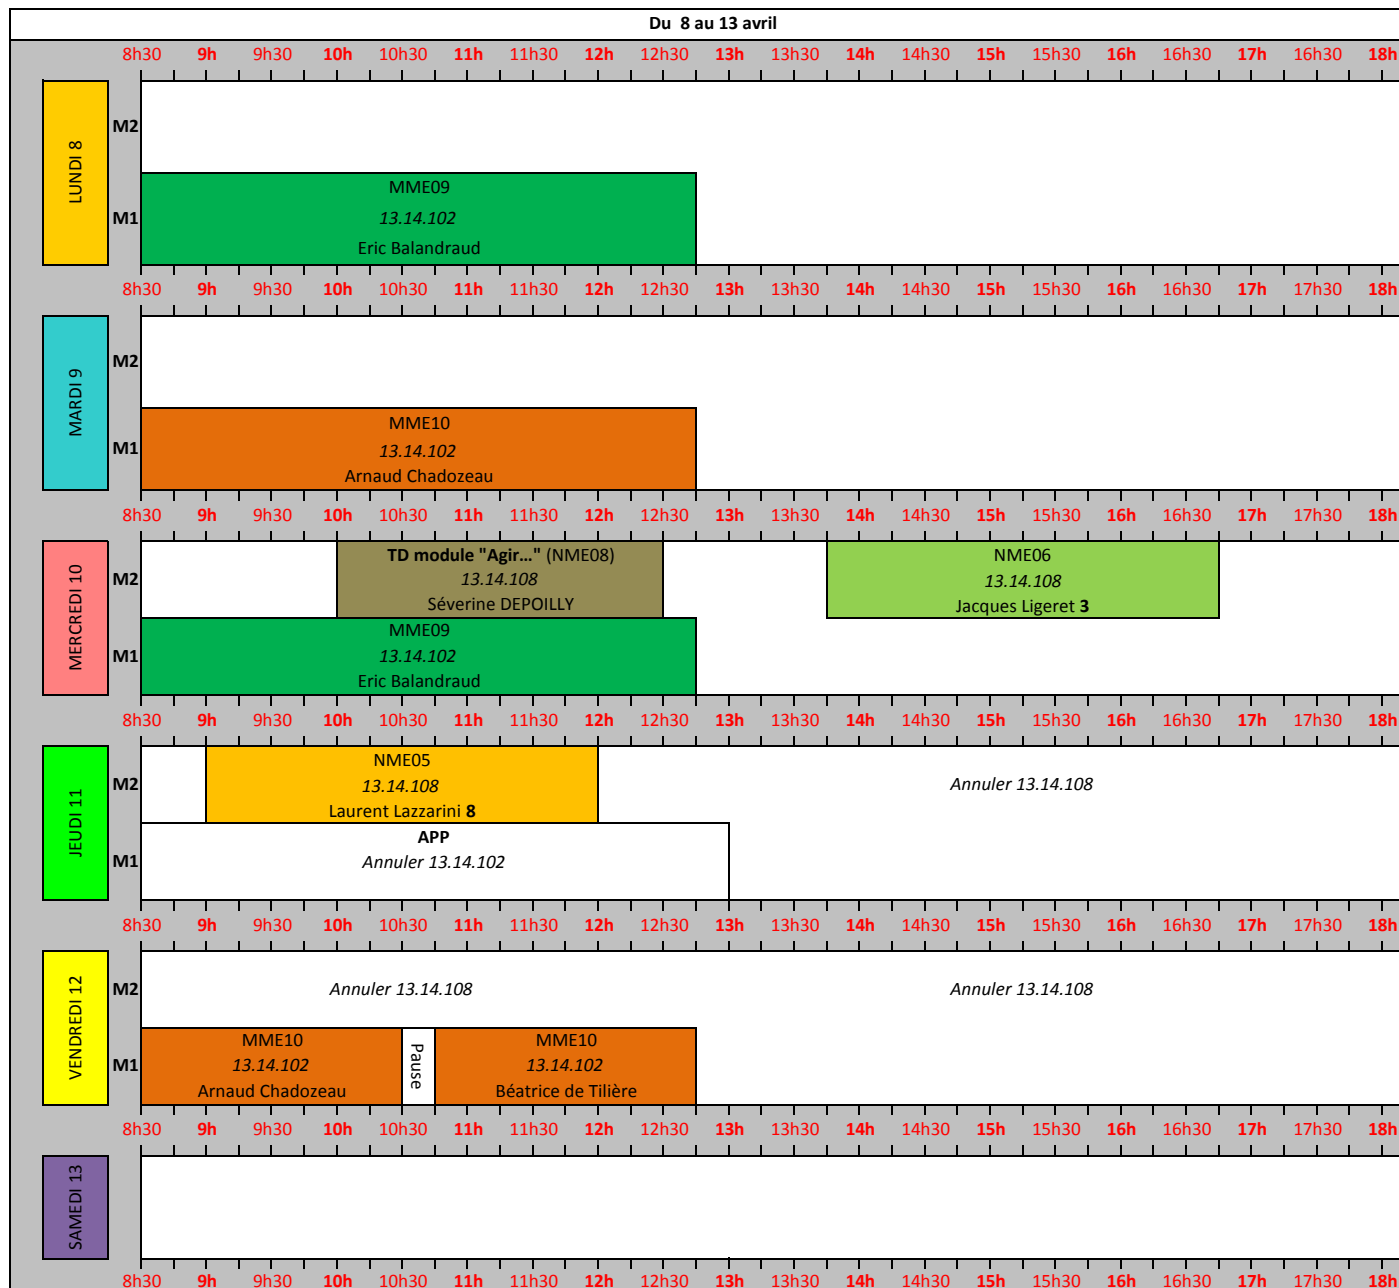 Du 8 au 13 avril
8h30 9h 9h30 10h 10h30 11h 11h30 12h 12h30 13h 13h30 14h 14h30 15h 15h30 16h 16h30 17h 17h30 18h
LUNDI 8
M2
M1
MME09
13.14.102
Eric Balandraud
8h30 9h 9h30 10h 10h30 11h 11h30 12h 12h30 13h 13h30 14h 14h30 15h 15h30 16h 16h30 17h 17h30 18h
MARDI 9
M2
M1
MME10
13.14.102
Arnaud Chadozeau
8h30 9h 9h30 10h 10h30 11h 11h30 12h 12h30 13h 13h30 14h 14h30 15h 15h30 16h 16h30 17h 17h30 18h
MERCREDI 10
M2
TD module "Agir..." (NME08)
13.14.108
Séverine DEPOILLY
NME06
13.14.108
Jacques Ligeret 3
M1
MME09
13.14.102
Eric Balandraud
8h30 9h 9h30 10h 10h30 11h 11h30 12h 12h30 13h 13h30 14h 14h30 15h 15h30 16h 16h30 17h 17h30 18h
JEUDI 11
M2
NME05
13.14.108
Laurent Lazzarini 8
Annuler 13.14.108
M1
APP
Annuler 13.14.102
8h30 9h 9h30 10h 10h30 11h 11h30 12h 12h30 13h 13h30 14h 14h30 15h 15h30 16h 16h30 17h 17h30 18h
VENDREDI 12
M2
Annuler 13.14.108
Annuler 13.14.108
M1
MME10
13.14.102
Arnaud Chadozeau
Pause
MME10
13.14.102
Béatrice de Tilière
8h30 9h 9h30 10h 10h30 11h 11h30 12h 12h30 13h 13h30 14h 14h30 15h 15h30 16h 16h30 17h 17h30 18h
SAMEDI 13
8h30 9h 9h30 10h 10h30 11h 11h30 12h 12h30 13h 13h30 14h 14h30 15h 15h30 16h 16h30 17h 17h30 18h